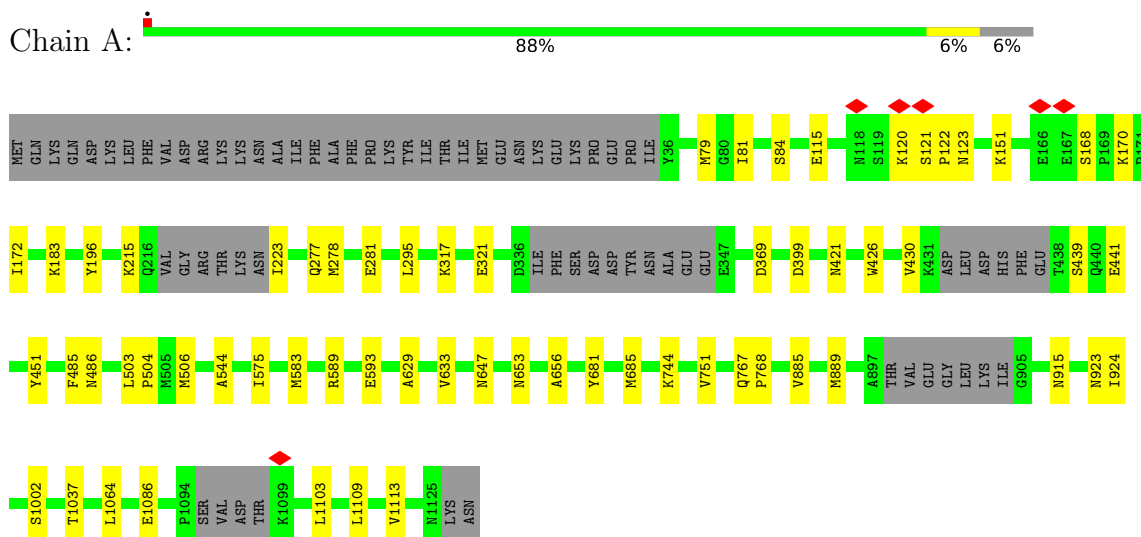 Chain A:
88% 6% 6%
MET GLN LYS GLN ASP LYS LEU PHE VAL ASP ARG LYS LYS ASN ALA ILE PHE ALA PHE PRO LYS TYR ILE THR ILE MET GLU ASN LYS GLU LYS PRO GLU PRO ILE Y36 M79 G80 I81 S84 E115 N118 S119 K120 S121 P122 N123 K151 E166 E167 S168 P169 K170
I172 K183 Y196 K215 Q216 VAL GLY ARG THR LYS ASN I223 Q277 M278 E281 L295 K317 E321 D336 ILE PHE SER ASP ASP TYR ASN ALA GLU GLU E347 D369 D399 N421 W426 V430 K431 ASP LEU ASP HIS PHE GLU T438 S439 Q440 E441
Y451 F485 N486 L503 P504 M505 M506 A544 I575 M583 R589 E593 A629 V633 N647 N653 A656 Y681 M685 K744 V751 Q767 P768 V885 M889 A897 THR VAL GLU GLY LEU LYS ILE G905 N915 N923 I924
S1002 T1037 L1064 E1086 P1094 SER VAL ASP THR K1099 L1103 L1109 V1113 N1125 LYS ASN